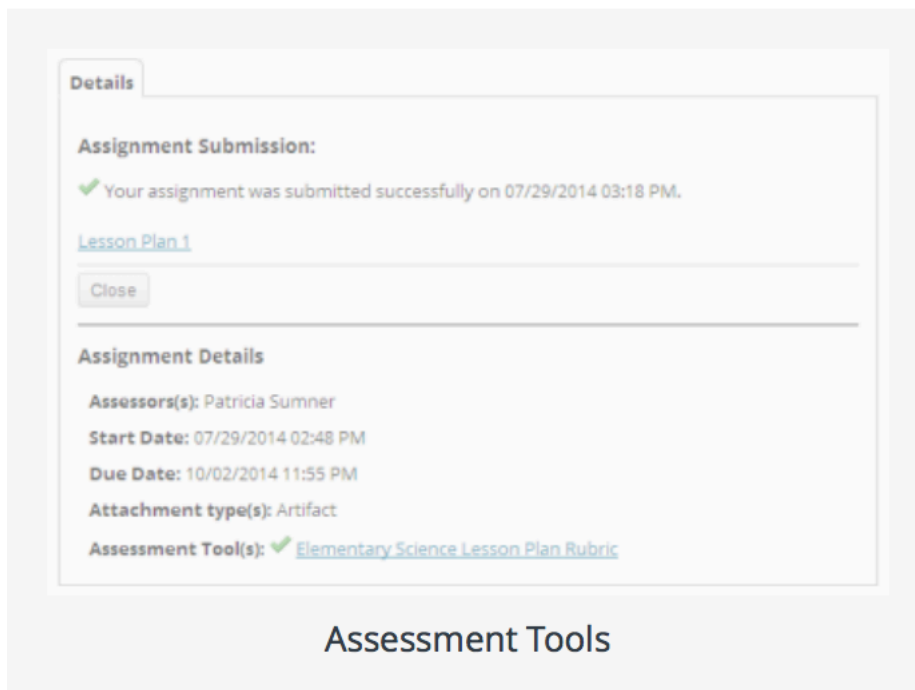 Details
Assignment Submission:
Your assignment was submitted successfully on 07/29/2014 03:18 PM.
Lesson Plan 1
Close
Assignment Details
Assessors(s): Patricia Sumner
Start Date: 07/29/2014 02:48 PM
Due Date: 10/02/2014 11:55 PM
Attachment type(s): Artifact
Assessment Tool(s): Elementary Science Lesson Plan Rubric
Assessment Tools